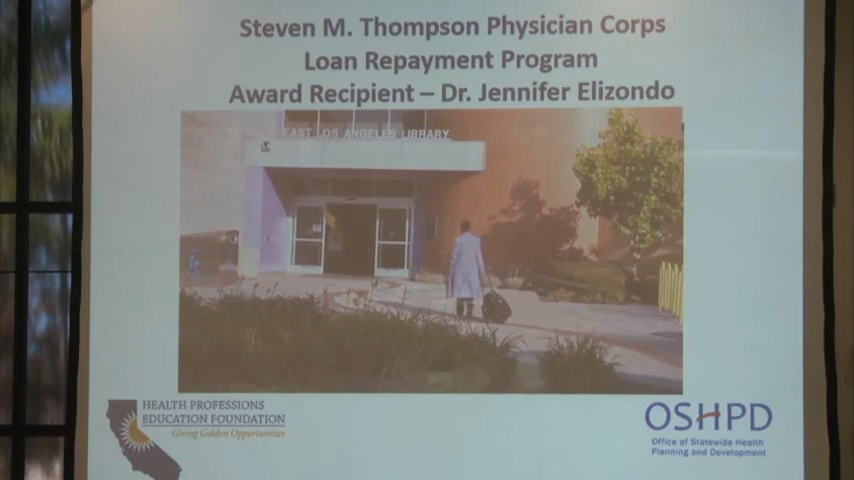 Steven M. Thompson Physician Corps
Loan Repayment Program
Award Recipient – Dr. Jennifer Elizondo
EAST LOS ANGELES LIBRARY
HEALTH PROFESSIONS
EDUCATION FOUNDATION
Giving Golden Opportunities
OSHPD
Office of Statewide Health
Planning and Development